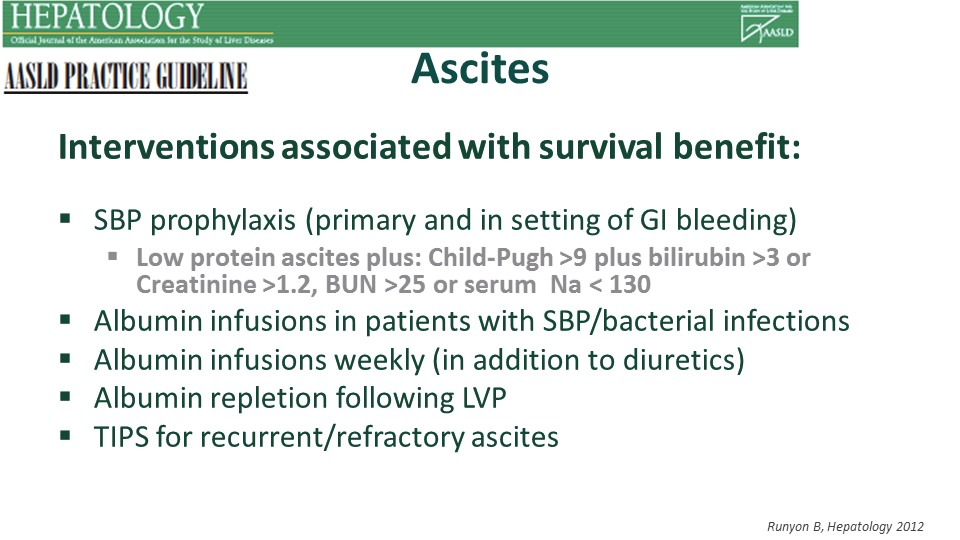 HEPATOLOGY
Official Journal of the American Association for the Study of Liver Diseases
AASLD
AASLD PRACTICE GUIDELINE
Ascites
Interventions associated with survival benefit:
▪ SBP prophylaxis (primary and in setting of GI bleeding)
▪ Low protein ascites plus: Child-Pugh >9 plus bilirubin >3 or
Creatinine >1.2, BUN >25 or serum Na < 130
▪ Albumin infusions in patients with SBP/bacterial infections
▪ Albumin infusions weekly (in addition to diuretics)
▪ Albumin repletion following LVP
▪ TIPS for recurrent/refractory ascites
Runyon B, Hepatology 2012